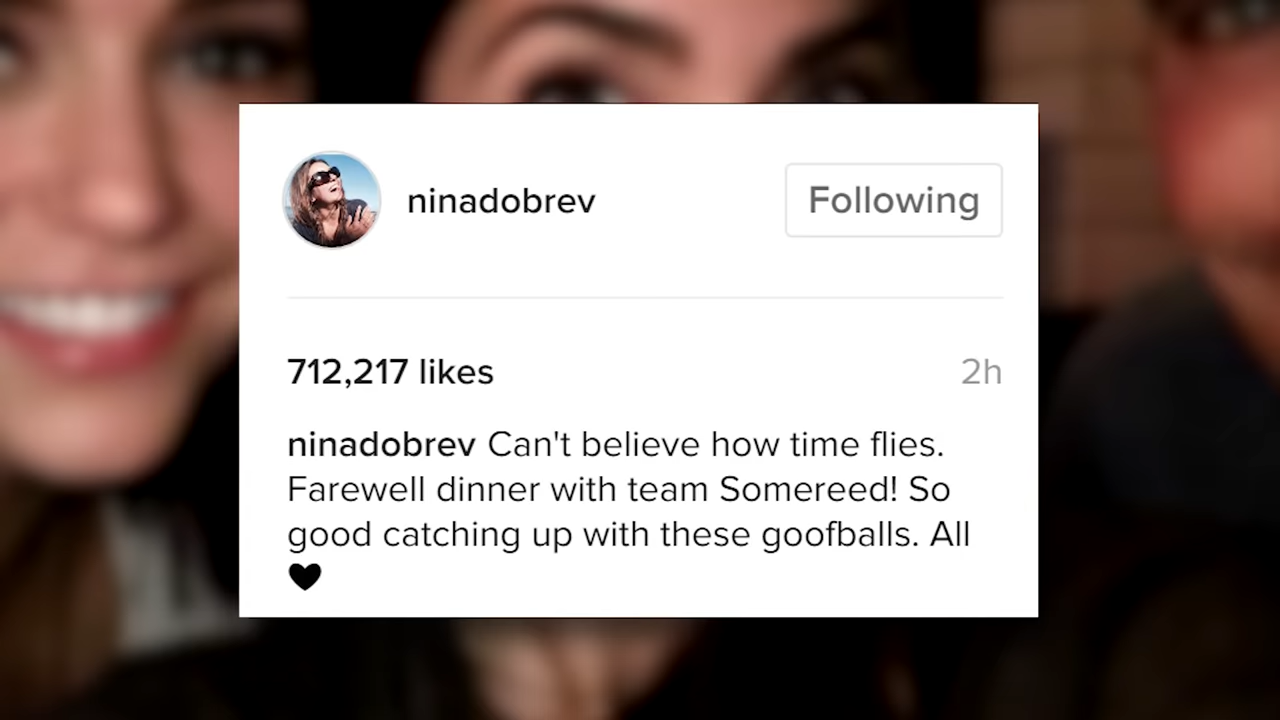 ninadobrev
Following
712,217 likes
2h
ninadobrev Can't believe how time flies.
Farewell dinner with team Somereed! So
good catching up with these goofballs. All
🖤